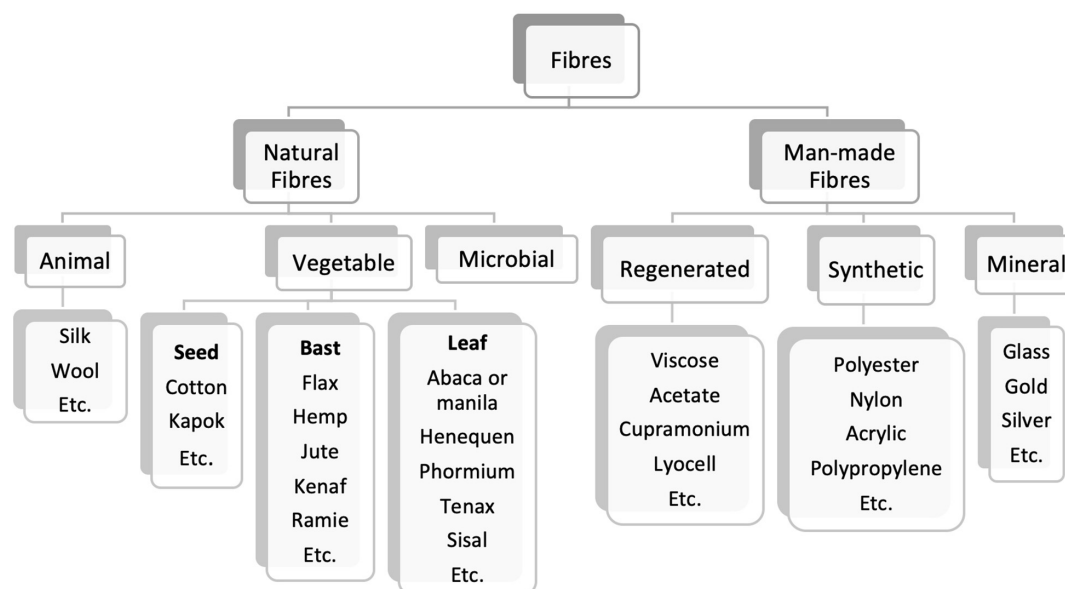 Fibres
Natural
Fibres
Man-made
Fibres
Animal
Vegetable
Microbial
Regenerated
Synthetic
Mineral
Silk
Wool
Etc.
Seed
Cotton
Kapok
Etc.
Bast
Flax
Hemp
Jute
Kenaf
Ramie
Etc.
Leaf
Abaca or
manila
Henequen
Phormium
Tenax
Sisal
Etc.
Viscose
Acetate
Cupramonium
Lyocell
Etc.
Polyester
Nylon
Acrylic
Polypropylene
Etc.
Glass
Gold
Silver
Etc.